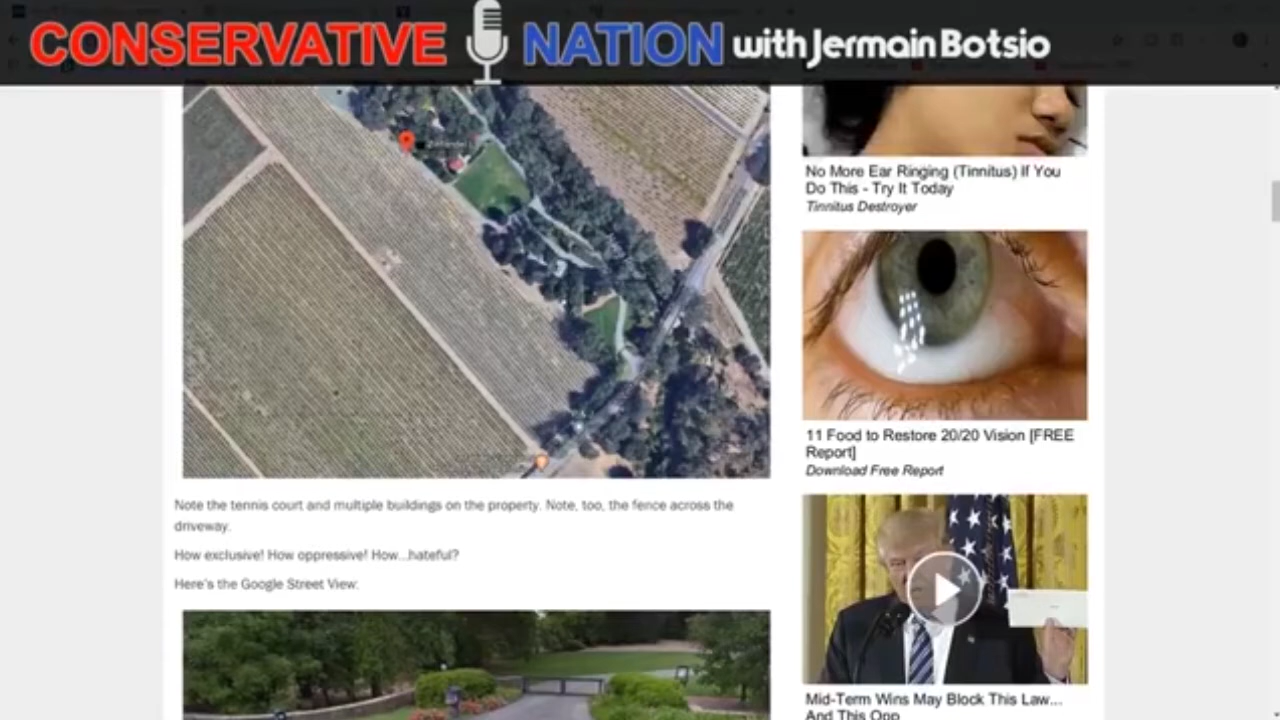 CONSERVATIVE NATION with Jermain Botsio
No More Ear Ringing (Tinnitus) If You
Do This - Try It Today
Tinnitus Destroyer
11 Food to Restore 20/20 Vision [FREE
Report]
Download Free Report
Note the tennis court and multiple buildings on the property. Note, too, the fence across the
driveway.
How exclusive! How oppressive! How...hateful?
Here's the Google Street View:
Mid-Term Wins May Block This Law...
And This Opp